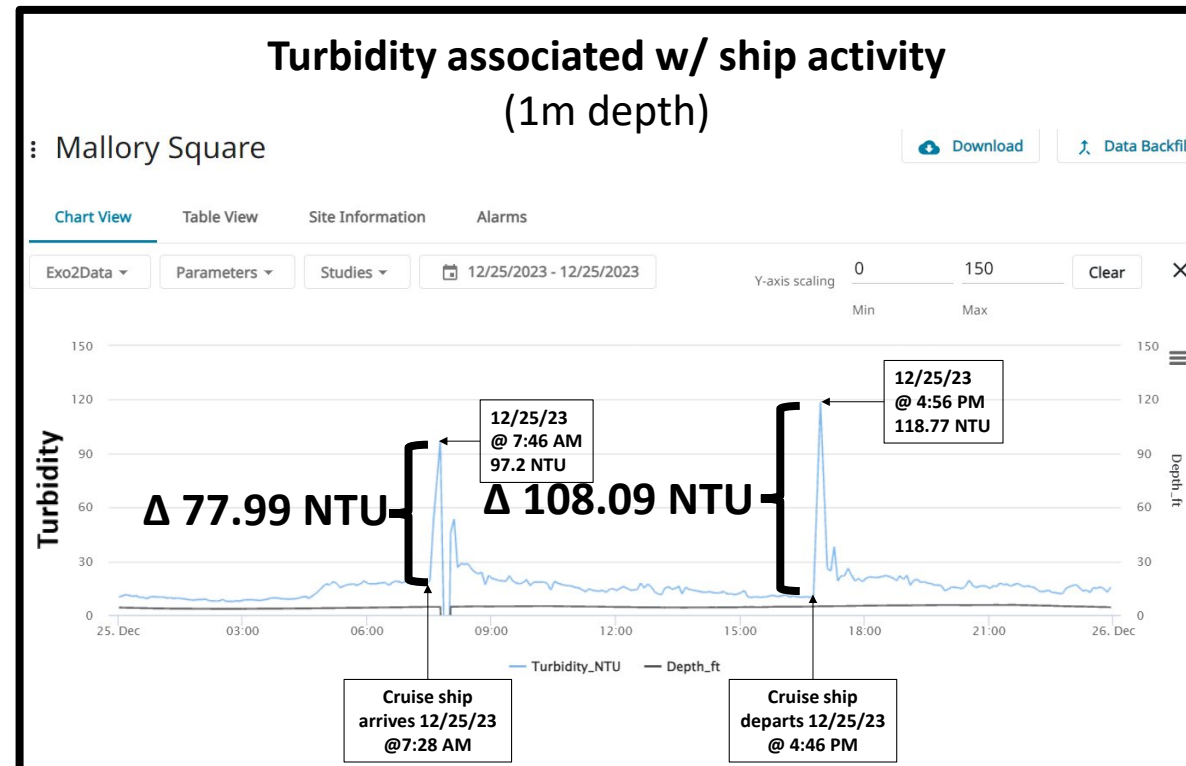 Turbidity associated w/ ship activity
(1m depth)
Mallory Square
Download
Data Backfil
Chart View
Table View
Site Information
Alarms
Exo2Data
Parameters
Studies
12/25/2023 - 12/25/2023
Y-axis scaling
0
150
Clear
Min
Max
150
120
90
60
30
0
Turbidity
150
120
90
60
30
0
Depth_ft
12/25/23
@ 7:46 AM
97.2 NTU
12/25/23
@ 4:56 PM
118.77 NTU
Δ 77.99 NTU
Δ 108.09 NTU
25. Dec
03:00
06:00
09:00
12:00
15:00
18:00
21:00
26. Dec
Turbidity_NTU
Depth_ft
Cruise ship
arrives 12/25/23
@7:28 AM
Cruise ship
departs 12/25/23
@ 4:46 PM